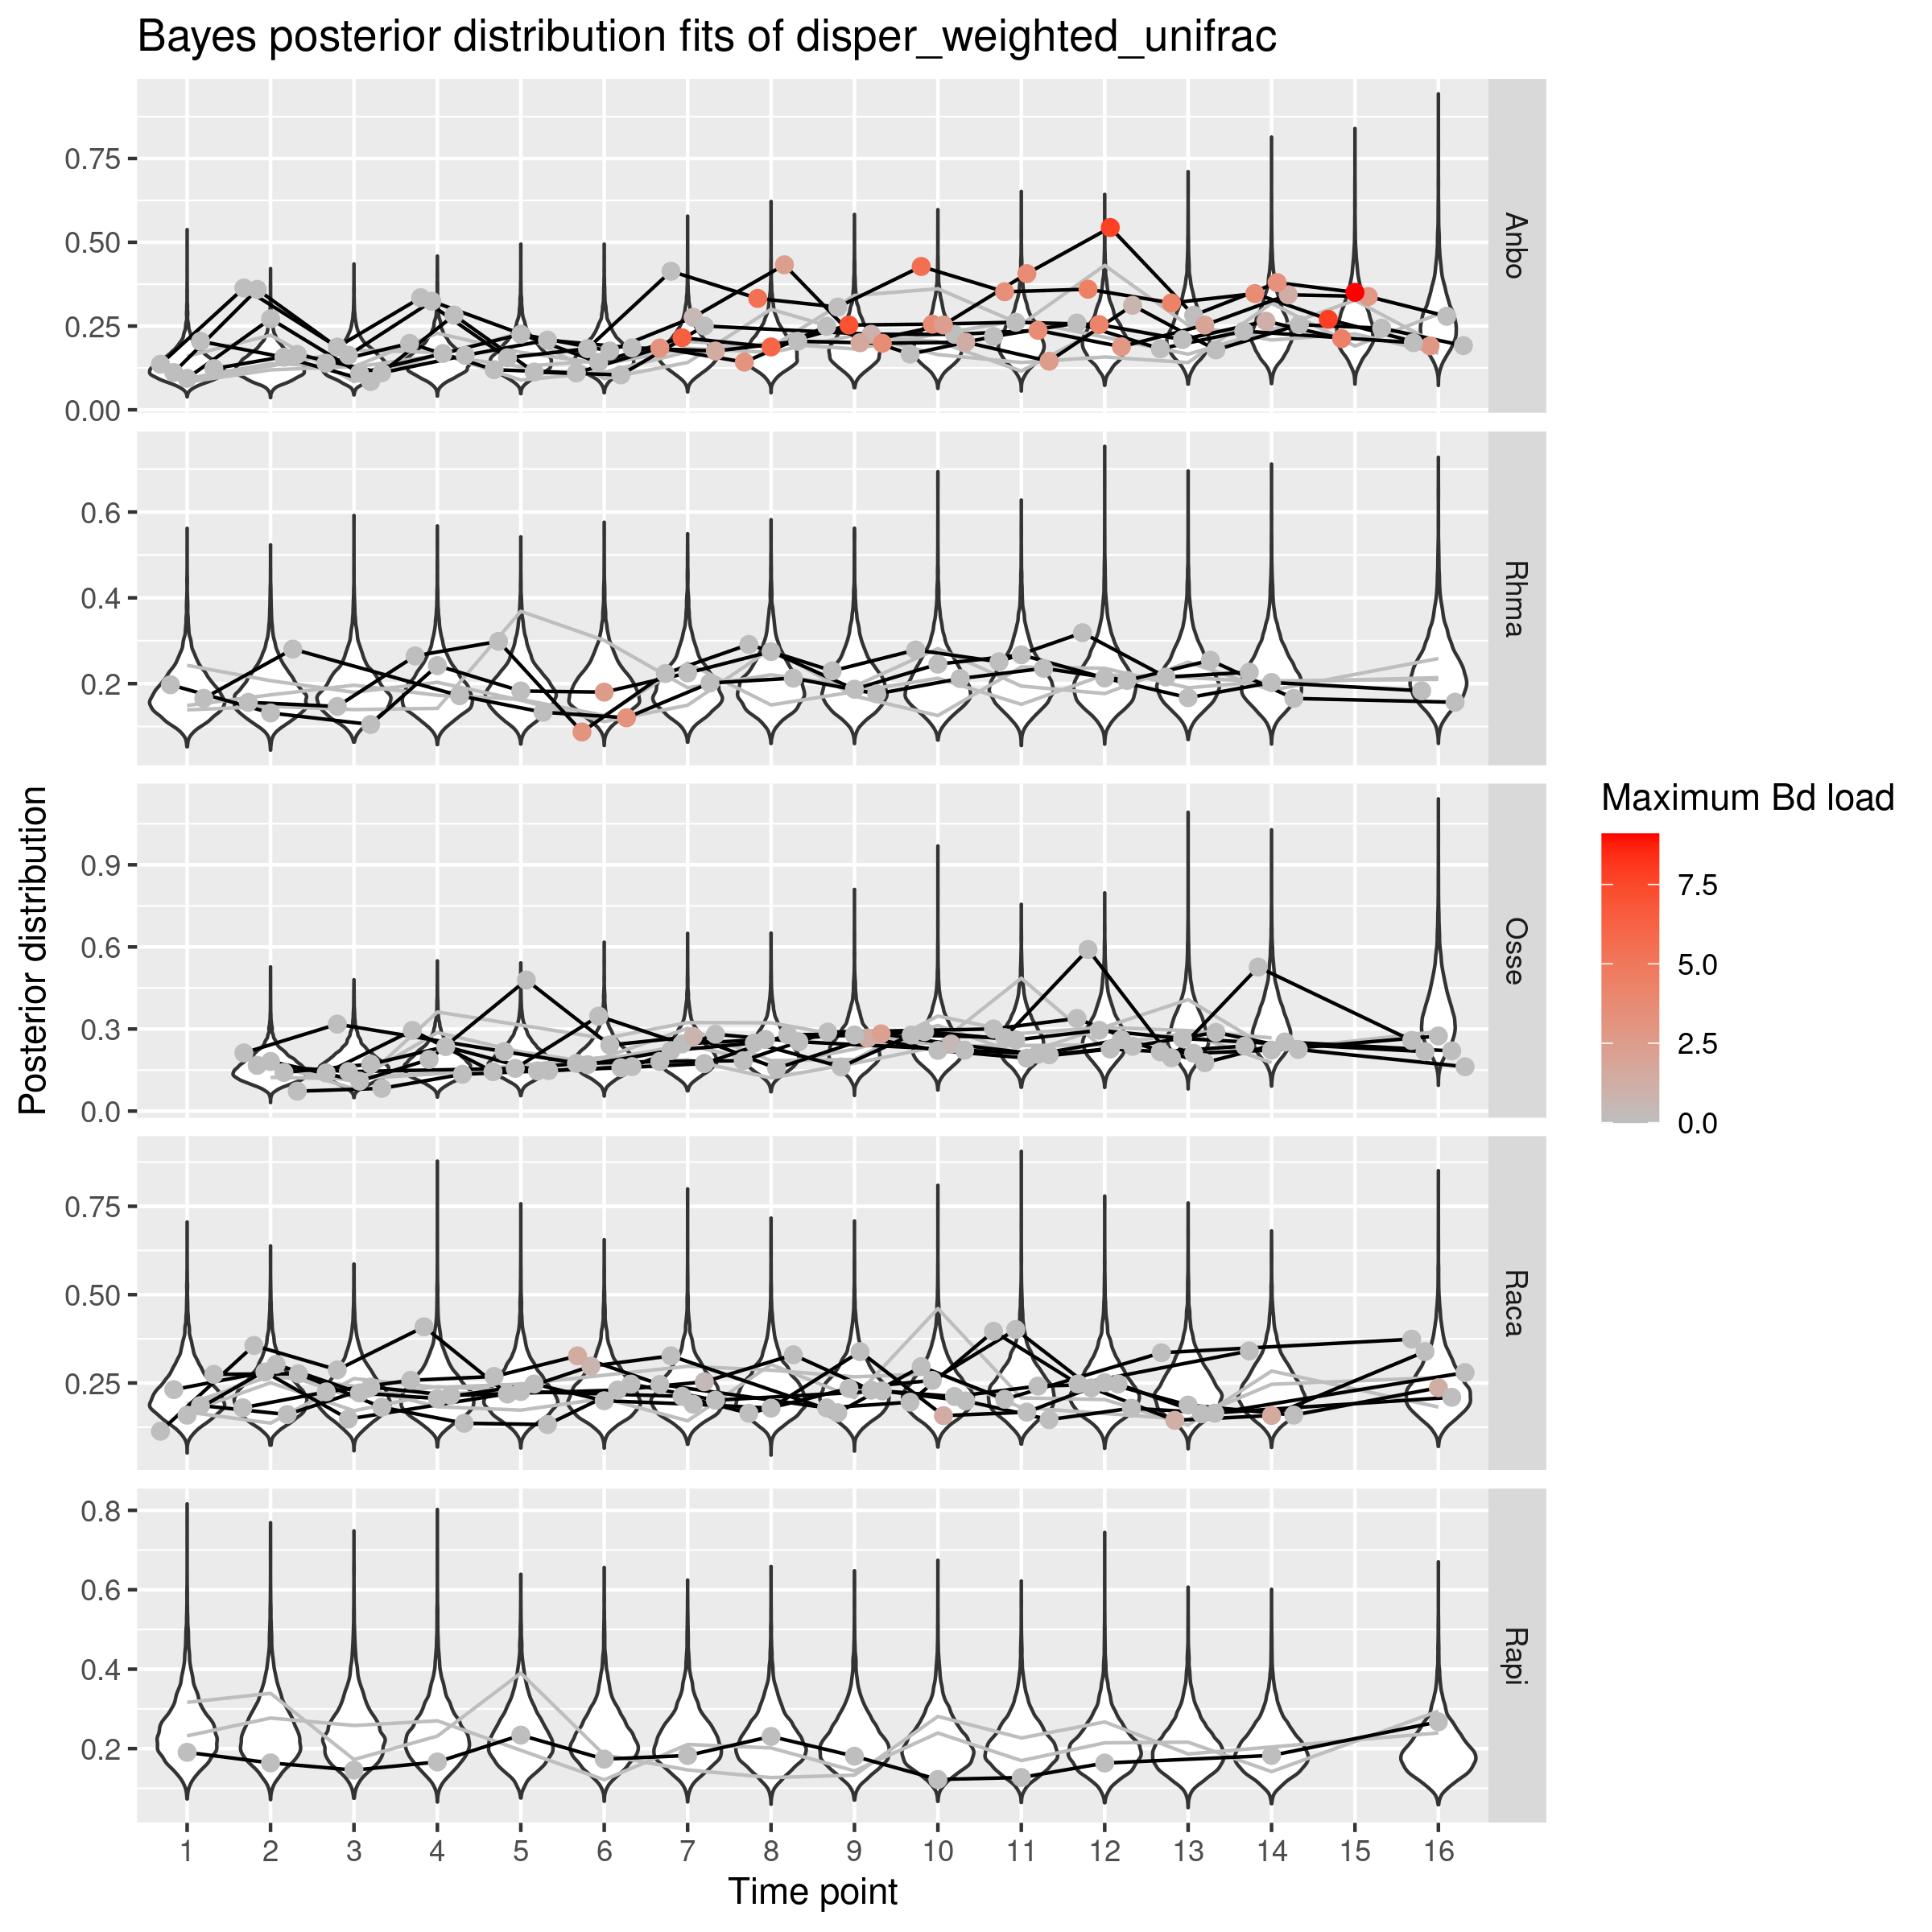 Bayes posterior distribution fits of disper_weighted_unifrac
Posterior distribution
0.75
0.50
0.25
0.00
Anbo
0.6
0.4
0.2
Rhma
0.9
0.6
0.3
0.0
Osse
0.75
0.50
0.25
Raca
0.8
0.6
0.4
0.2
Rapi
1 2 3 4 5 6 7 8 9 10 11 12 13 14 15 16
Time point
Maximum Bd load
7.5
5.0
2.5
0.0